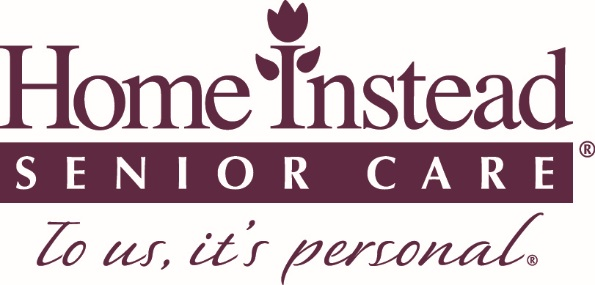 Home Instead
SENIOR CARE®
To us, it's personal.®